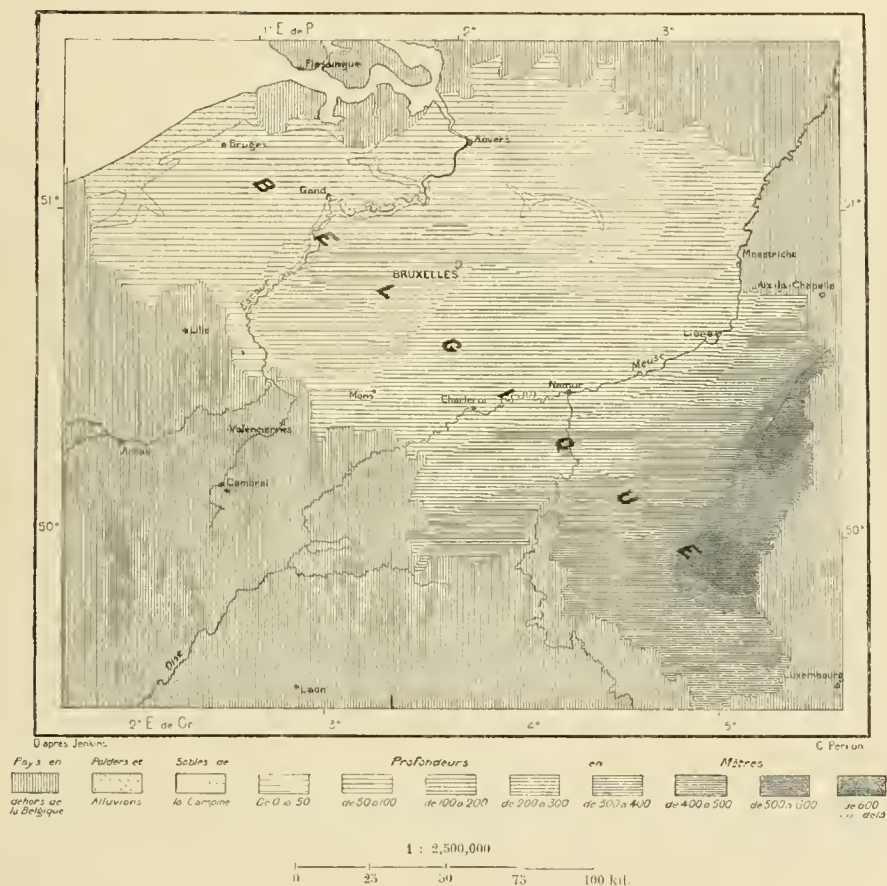 1° E de P. 2° 3°
Flessingue
Bruges
Anvers
51° 51°
Gand
BELGIQUE
Maestricht
BRUXELLES
Aix-la-Chapelle
Escaut
Lille
Liège
Meuse
Mons
Namur
Charleroi
Valenciennes
Arras
Cambrai
50° 50°
Oise
Laon
Luxembourg
2° E de Gr 3° 4° 5°
D'après Jenkins C. Perron
Pays en dehors de la Belgique
Polders et Alluvions
Sables de la Campine
Profondeurs en Mètres
De 0 à 50
de 50 à 100
de 100 à 200
de 200 à 300
de 300 à 400
de 400 à 500
de 500 à 600
de 600
1 : 2,500,000
0 25 50 75 100 kil.